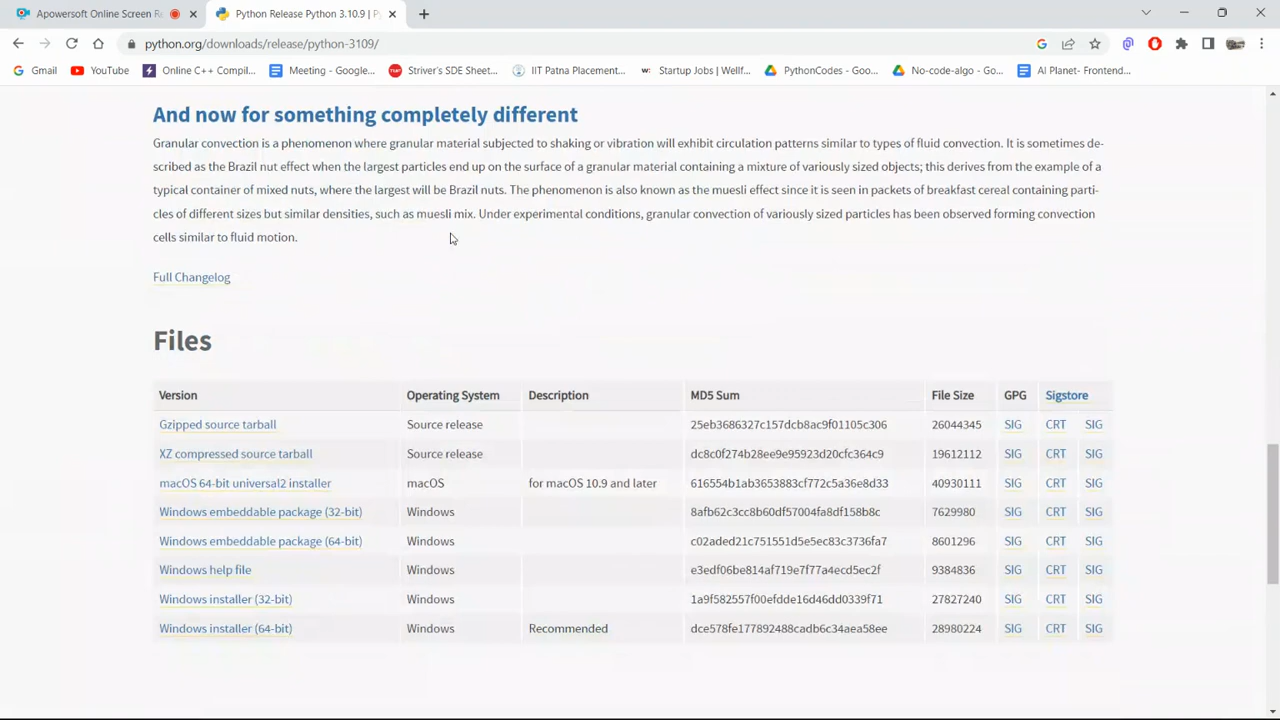 Apowersoft Online Screen Re
Python Release Python 3.10.9 | P
python.org/downloads/release/python-3109/
Gmail
YouTube
Online C++ Compil...
Meeting - Google...
Striver's SDE Sheet...
IIT Patna Placement...
Startup Jobs | Wellf...
PythonCodes - Goo...
No-code-algo - Go...
AI Planet- Frontend...
And now for something completely different
Granular convection is a phenomenon where granular material subjected to shaking or vibration will exhibit circulation patterns similar to types of fluid convection. It is sometimes de-
scribed as the Brazil nut effect when the largest particles end up on the surface of a granular material containing a mixture of variously sized objects; this derives from the example of a
typical container of mixed nuts, where the largest will be Brazil nuts. The phenomenon is also known as the muesli effect since it is seen in packets of breakfast cereal containing parti-
cles of different sizes but similar densities, such as muesli mix. Under experimental conditions, granular convection of variously sized particles has been observed forming convection
cells similar to fluid motion.
Full Changelog
Files
Version Operating System Description MD5 Sum File Size GPG Sigstore
Gzipped source tarball Source release 25eb3686327c157dcb8ac9f01105c306 26044345 SIG CRT SIG
XZ compressed source tarball Source release dc8c0f274b28ee9e95923d20cfc364c9 19612112 SIG CRT SIG
macOS 64-bit universal2 installer macOS for macOS 10.9 and later 616554b1ab3653883cf772c5a36e8d33 40930111 SIG CRT SIG
Windows embeddable package (32-bit) Windows 8afb62c3cc8b60df57004fa8df158b8c 7629980 SIG CRT SIG
Windows embeddable package (64-bit) Windows c02aded21c751551d5e5ec83c3736fa7 8601296 SIG CRT SIG
Windows help file Windows e3edf06be814af719e7f77a4ecd5ec2f 9384836 SIG CRT SIG
Windows installer (32-bit) Windows 1a9f582557f00efdde16d46dd0339f71 27827240 SIG CRT SIG
Windows installer (64-bit) Windows Recommended dce578fe177892488cadb6c34aea58ee 28980224 SIG CRT SIG